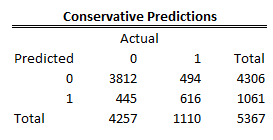 Conservative Predictions
Actual
Predicted 0 1 Total
0 3812 494 4306
1 445 616 1061
Total 4257 1110 5367